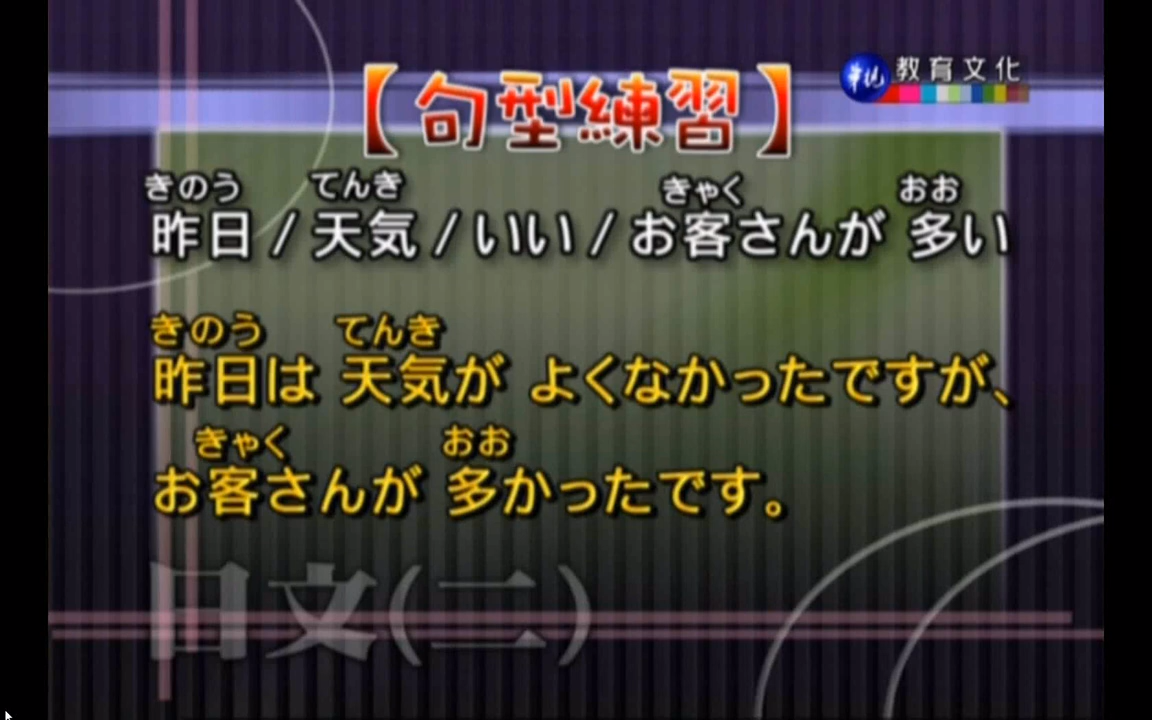 【句型練習】
華視 教育文化
きのう てんき きゃく おお
昨日 / 天気 / いい / お客さんが 多い
きのう てんき
昨日は 天気が よくなかったですが、
きゃく おお
お客さんが 多かったです。
日文(二)